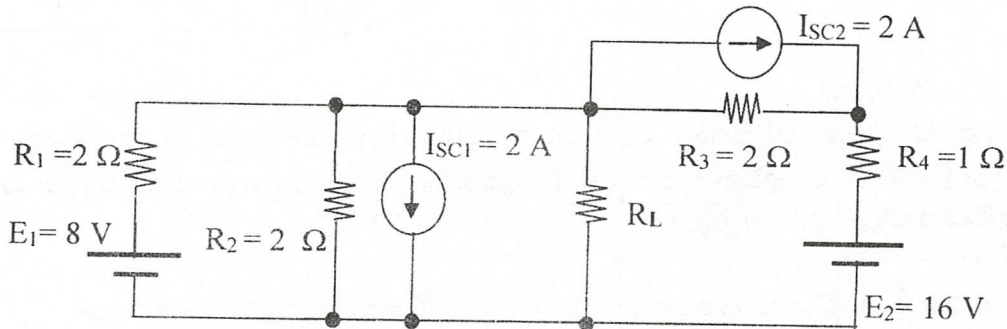 I_SC2 = 2 A
R₁ =2 Ω
I_SC1 = 2 A
R₃ = 2 Ω
R₄ =1 Ω
E₁= 8 V
R₂ = 2 Ω
R_L
E₂= 16 V